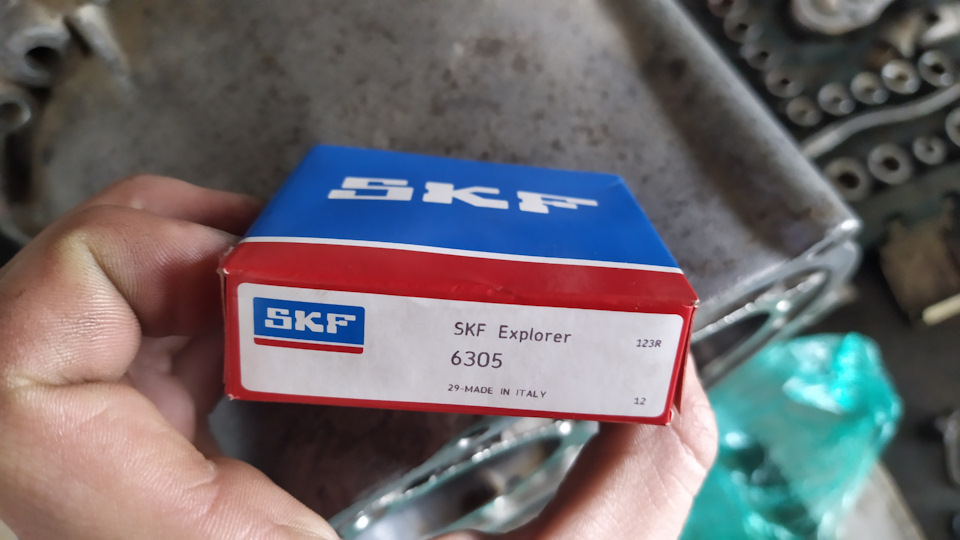 SKF
SKF
SKF Explorer
123R
6305
29-MADE IN ITALY
12